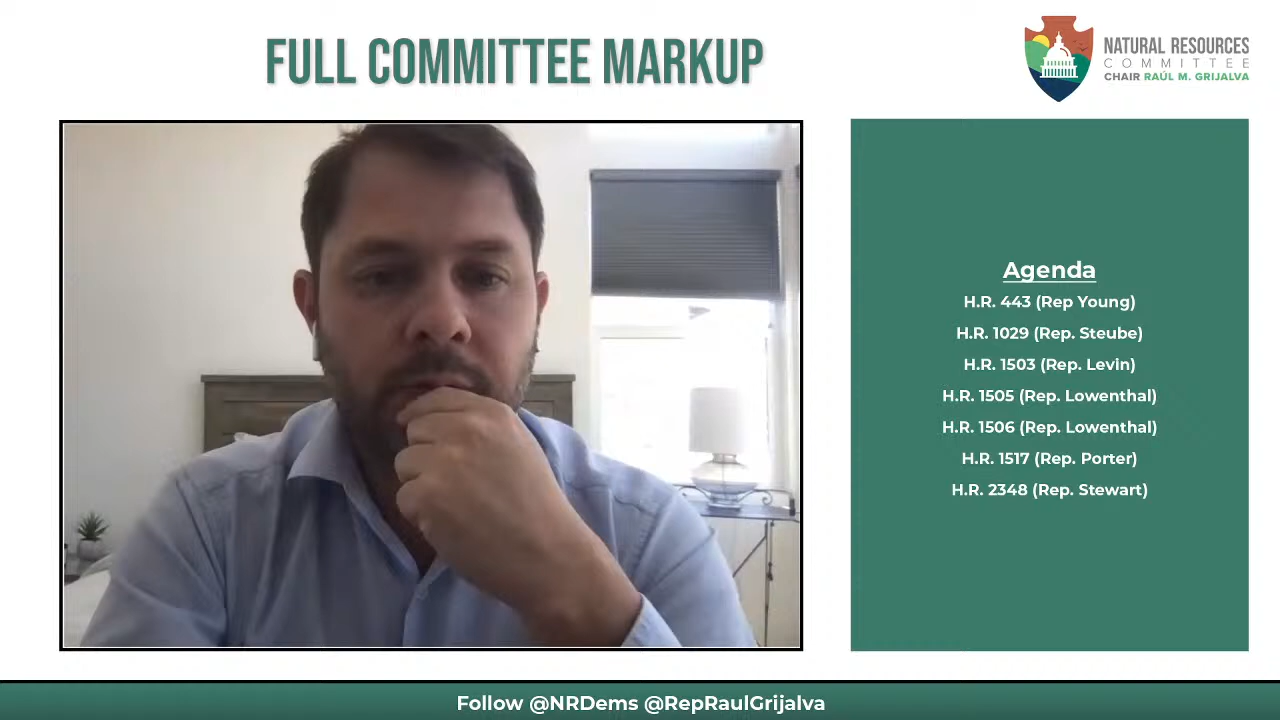 FULL COMMITTEE MARKUP
NATURAL RESOURCES
COMMITTEE
CHAIR RAÚL M. GRIJALVA
Agenda
H.R. 443 (Rep Young)
H.R. 1029 (Rep. Steube)
H.R. 1503 (Rep. Levin)
H.R. 1505 (Rep. Lowenthal)
H.R. 1506 (Rep. Lowenthal)
H.R. 1517 (Rep. Porter)
H.R. 2348 (Rep. Stewart)
Follow @NRDems @RepRaulGrijalva